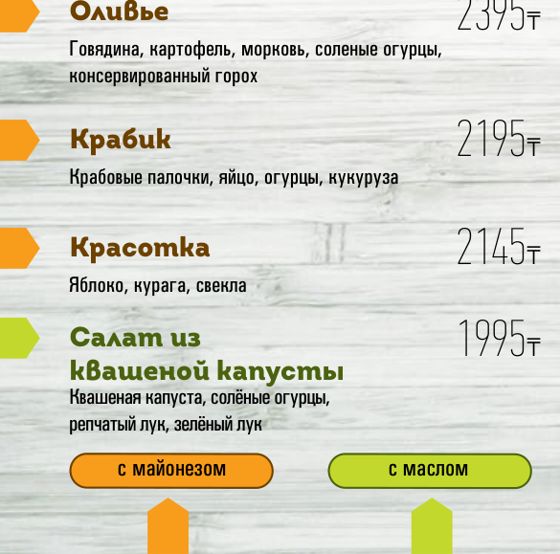 Оливье 2395₸
Говядина, картофель, морковь, соленые огурцы,
консервированный горох
Крабик 2195₸
Крабовые палочки, яйцо, огурцы, кукуруза
Красотка 2145₸
Яблоко, курага, свекла
Салат из 1995₸
квашеной капусты
Квашеная капуста, солёные огурцы,
репчатый лук, зелёный лук
с майонезом с маслом